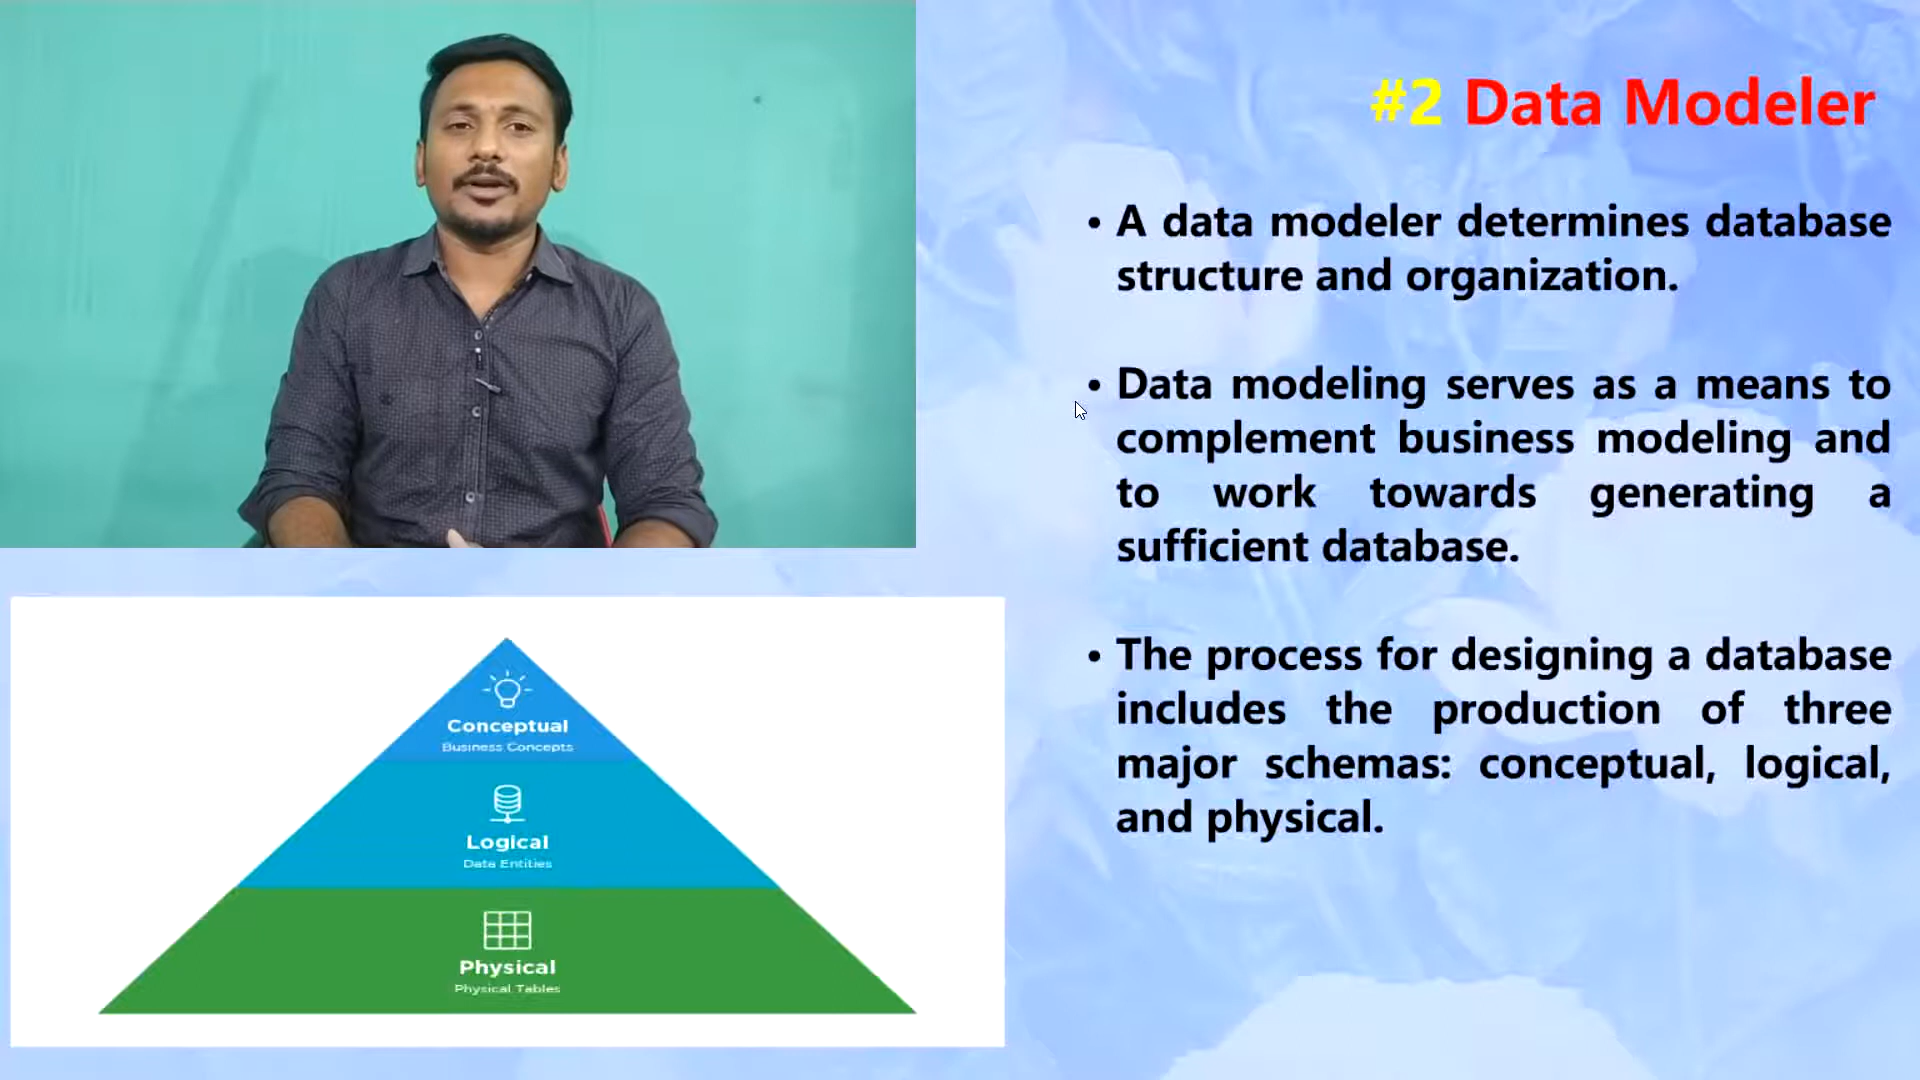 #2 Data Modeler
• A data modeler determines database
structure and organization.
• Data modeling serves as a means to
complement business modeling and
to work towards generating a
sufficient database.
• The process for designing a database
includes the production of three
major schemas: conceptual, logical,
and physical.
Conceptual
Business Concepts
Logical
Data Entities
Physical
Physical Tables